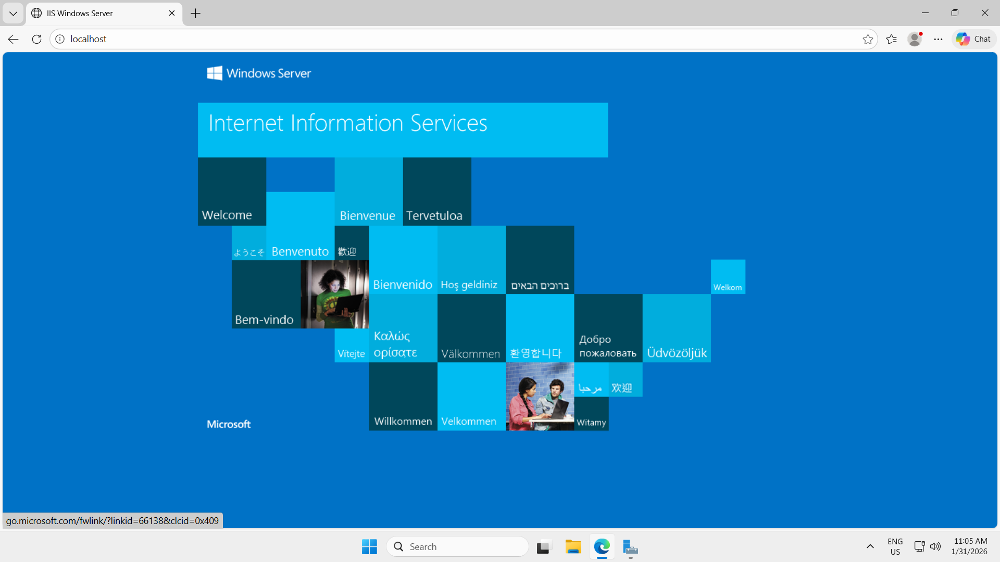 IIS Windows Server
localhost
Chat
Windows Server
Internet Information Services
Welcome
Bienvenue
Tervetuloa
ようこそ
Benvenuto
歡迎
Bienvenido
Hoş geldiniz
ברוכים הבאים
Welkom
Bem-vindo
Vítejte
Καλώς
ορίσατε
Välkommen
환영합니다
Добро
пожаловать
Üdvözöljük
Willkommen
Velkommen
مرحبا
欢迎
Witamy
Microsoft
go.microsoft.com/fwlink/?linkid=66138&clcid=0x409
Search
ENG
US
11:05 AM
1/31/2026